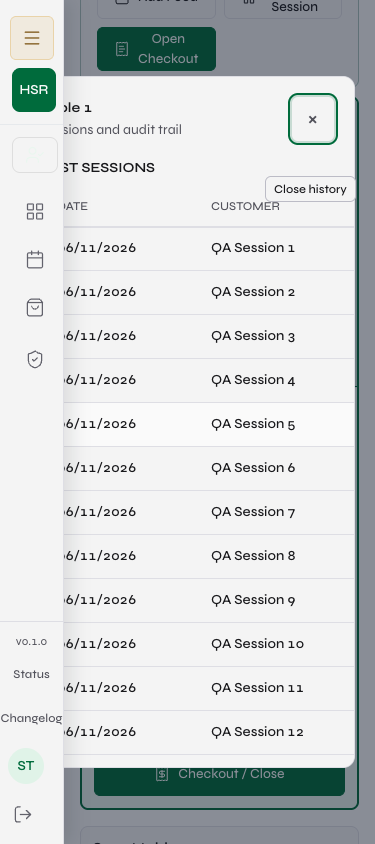 Session
Open
Checkout
HSR
ble 1
sions and audit trail
ST SESSIONS
Close history
DATE CUSTOMER
06/11/2026 QA Session 1
06/11/2026 QA Session 2
06/11/2026 QA Session 3
06/11/2026 QA Session 4
06/11/2026 QA Session 5
06/11/2026 QA Session 6
06/11/2026 QA Session 7
06/11/2026 QA Session 8
06/11/2026 QA Session 9
06/11/2026 QA Session 10
06/11/2026 QA Session 11
06/11/2026 QA Session 12
v0.1.0
Status
Changelog
ST
Checkout / Close